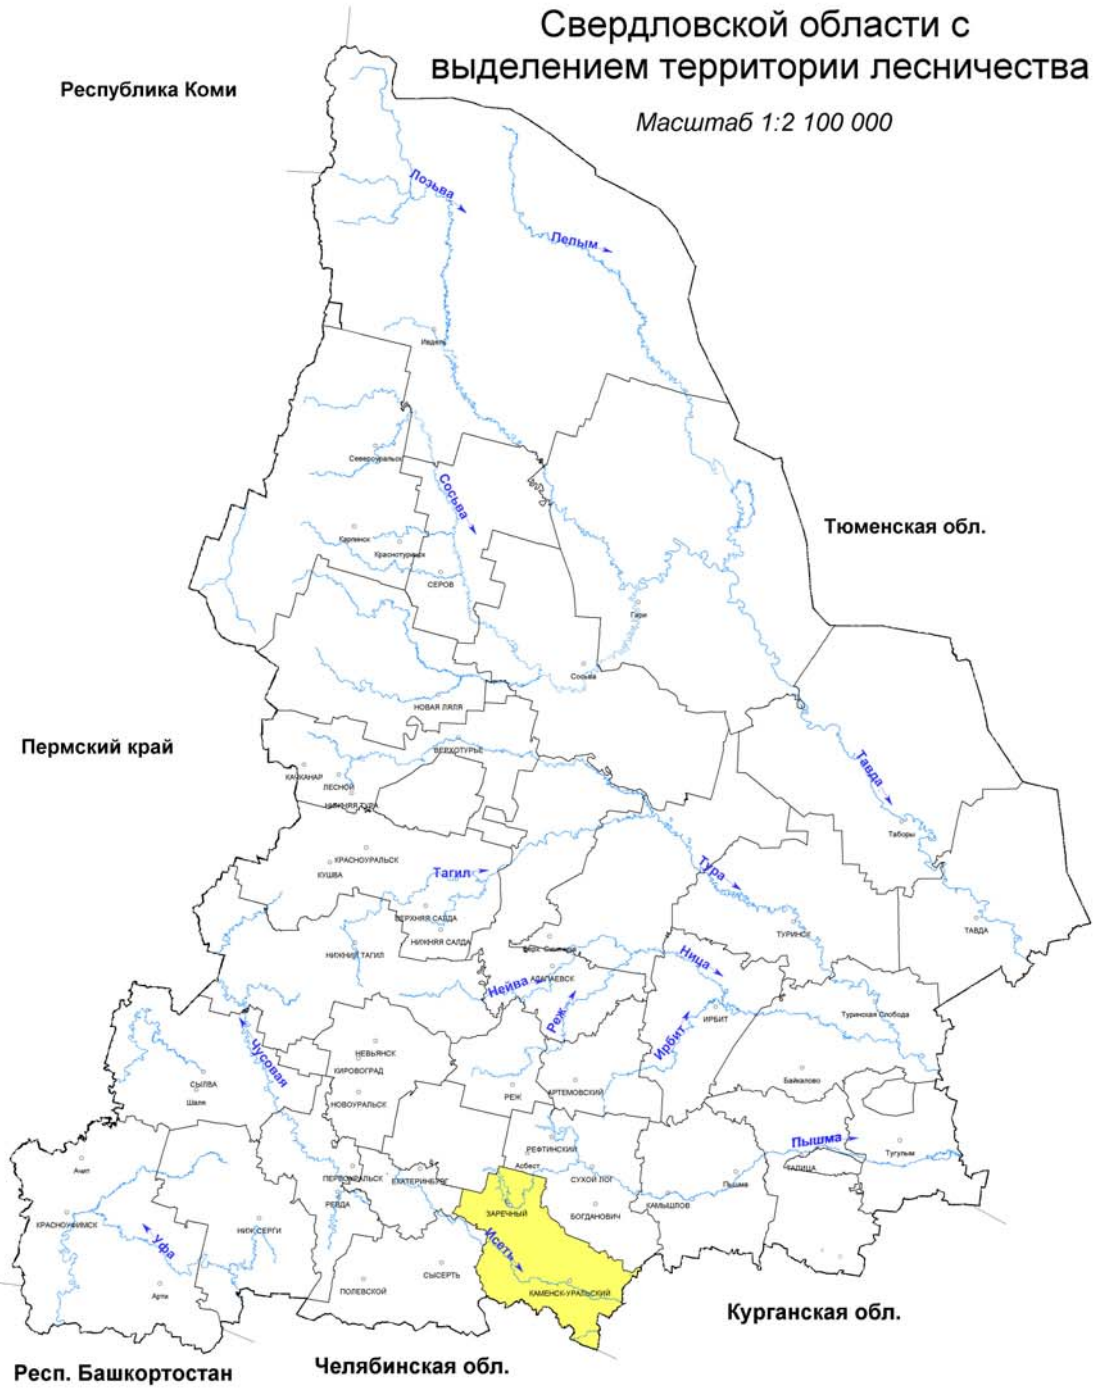 Свердловской области с
выделением территории лесничества
Масштаб 1:2 100 000
Республика Коми
Лозьва
Пелым
Ивдель
Североуральск
Сосьва
Тюменская обл.
Карпинск
Краснотурьинск
СЕРОВ
Гари
Сосьва
НОВАЯ ЛЯЛЯ
Пермский край
ВЕРХОТУРЬЕ
КАЧКАНАР
ЛЕСНОЙ
НИЖНЯЯ ТУРА
Тавда
Таборы
КРАСНОУРАЛЬСК
КУШВА
Тагил
Тура
ВЕРХНЯЯ САЛДА
НИЖНЯЯ САЛДА
ТУРИНСК
ТАВДА
НИЖНИЙ ТАГИЛ
Ница
АЛАПАЕВСК
Нейва
Реж
Ирбит
ИРБИТ
Туринская Слобода
Чусовая
НЕВЬЯНСК
КИРОВОГРАД
СЫЛВА
Шаля
НОВОУРАЛЬСК
РЕЖ
АРТЕМОВСКИЙ
Байкалово
РЕФТИНСКИЙ
Пышма
Тугулым
Ачит
Асбест
ТАЛИЦА
ПЕРВОУРАЛЬСК
ЕКАТЕРИНБУРГ
СУХОЙ ЛОГ
Пышма
РЕВДА
КАМЫШЛОВ
ЗАРЕЧНЫЙ
БОГДАНОВИЧ
КРАСНОУФИМСК
НИЖ.СЕРГИ
Уфа
Исеть
СЫСЕРТЬ
ПОЛЕВСКОЙ
Арти
КАМЕНСК-УРАЛЬСКИЙ
Курганская обл.
Челябинская обл.
Респ. Башкортостан